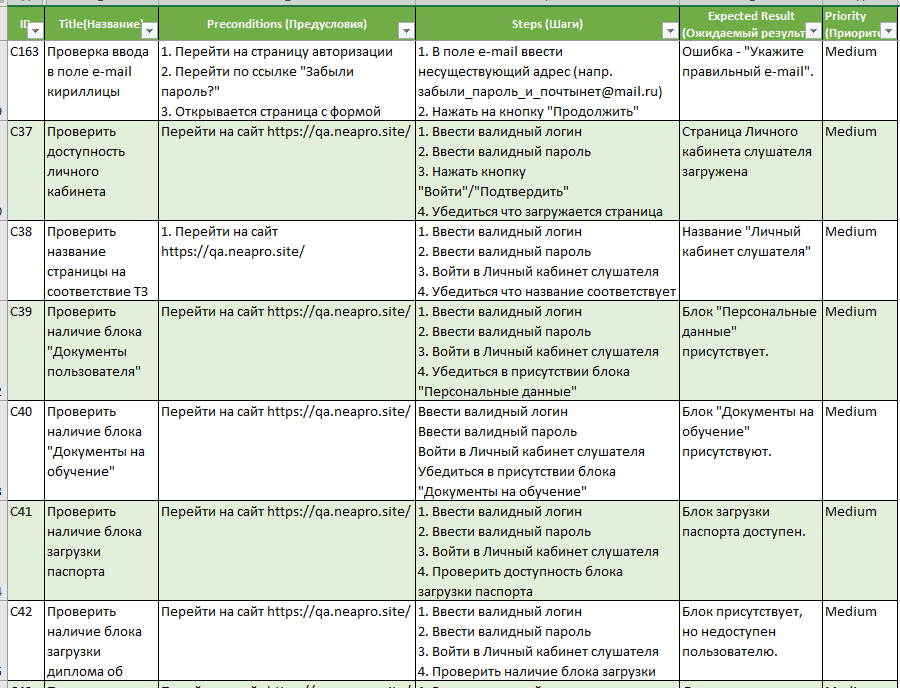 ID
Title(Название)
Preconditions (Предусловия)
Steps (Шаги)
Expected Result
(Ожидаемый результ
Priority
(Приорите
C163
Проверка ввода
в поле e-mail
кириллицы
1. Перейти на страницу авторизации
2. Перейти по ссылке "Забыли
пароль?"
3. Открывается страница с формой
1. В поле e-mail ввести
несуществующий адрес (напр.
забыли_пароль_и_почтынет@mail.ru)
2. Нажать на кнопку "Продолжить"
Ошибка - "Укажите
правильный e-mail".
Medium
C37
Проверить
доступность
личного
кабинета
Перейти на сайт https://qa.neapro.site/
1. Ввести валидный логин
2. Ввести валидный пароль
3. Нажать кнопку
"Войти"/"Подтвердить"
4. Убедиться что загружается страница
Страница Личного
кабинета слушателя
загружена
Medium
C38
Проверить
название
страницы на
соответствие ТЗ
1. Перейти на сайт
https://qa.neapro.site/
1. Ввести валидный логин
2. Ввести валидный пароль
3. Войти в Личный кабинет слушателя
4. Убедиться что название соответствует
Название "Личный
кабинет слушателя"
Medium
C39
Проверить
наличие блока
"Документы
пользователя"
Перейти на сайт https://qa.neapro.site/
1. Ввести валидный логин
2. Ввести валидный пароль
3. Войти в Личный кабинет слушателя
4. Убедиться в присутствии блока
"Персональные данные"
Блок "Персональные
данные"
присутствует.
Medium
C40
Проверить
наличие блока
"Документы на
обучение"
Перейти на сайт https://qa.neapro.site/
Ввести валидный логин
Ввести валидный пароль
Войти в Личный кабинет слушателя
Убедиться в присутствии блока
"Документы на обучение"
Блок "Документы на
обучение"
присутствуют.
Medium
C41
Проверить
наличие блока
загрузки
паспорта
Перейти на сайт https://qa.neapro.site/
1. Ввести валидный логин
2. Ввести валидный пароль
3. Войти в Личный кабинет слушателя
4. Проверить доступность блока
загрузки паспорта
Блок загрузки
паспорта доступен.
Medium
C42
Проверить
наличие блока
загрузки
диплома об
Перейти на сайт https://qa.neapro.site/
1. Ввести валидный логин
2. Ввести валидный пароль
3. Войти в Личный кабинет слушателя
4. Проверить наличие блока загрузки
Блок присутствует,
но недоступен
пользователю.
Medium